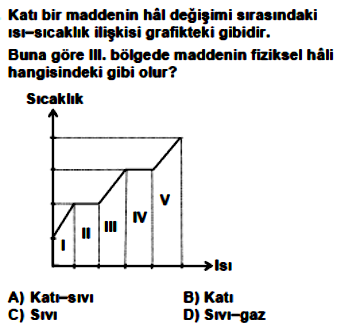 Katı bir maddenin hâl değişimi sırasındaki
ısı–sıcaklık ilişkisi grafikteki gibidir.
Buna göre III. bölgede maddenin fiziksel hâli
hangisindeki gibi olur?
Sıcaklık
I II III IV V
Isı
A) Katı–sıvı B) Katı
C) Sıvı D) Sıvı–gaz